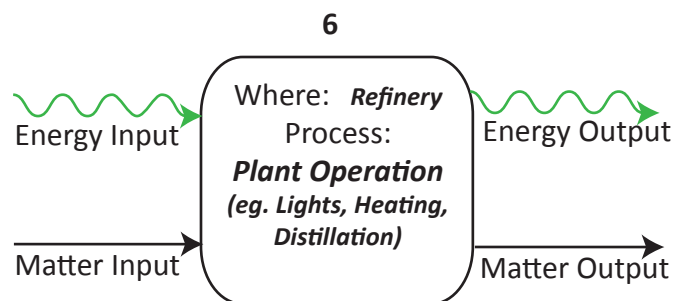 6
Where: Refinery
Energy Input
Process:
Energy Output
Plant Operation
(eg. Lights, Heating,
Distillation)
Matter Input
Matter Output